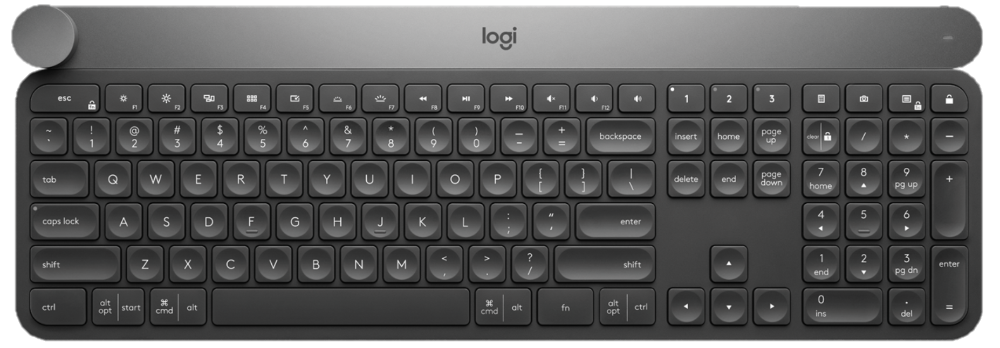 logi
esc fn F1 F2 F3 F4 F5 F6 F7 F8 F9 F10 F11 F12 1 2 3
~ ! @ # $ % ^ & * ( ) _ +
` 1 2 3 4 5 6 7 8 9 0 - = backspace insert home page up clear 1 / * −
tab Q W E R T Y U I O P { [ } ] | \ delete end page down 7 home 8 ▲ 9 pg up +
caps lock A S D F G H J K L : ; “ ‘ enter 4 ◀ 5 6 ▶
shift Z X C V B N M < , > . ? / shift ▲ 1 end 2 ▼ 3 pg dn enter
ctrl alt opt start ⌘ cmd alt ⌘ cmd alt fn alt opt ctrl ◀ ▼ ▶ 0 ins . del =